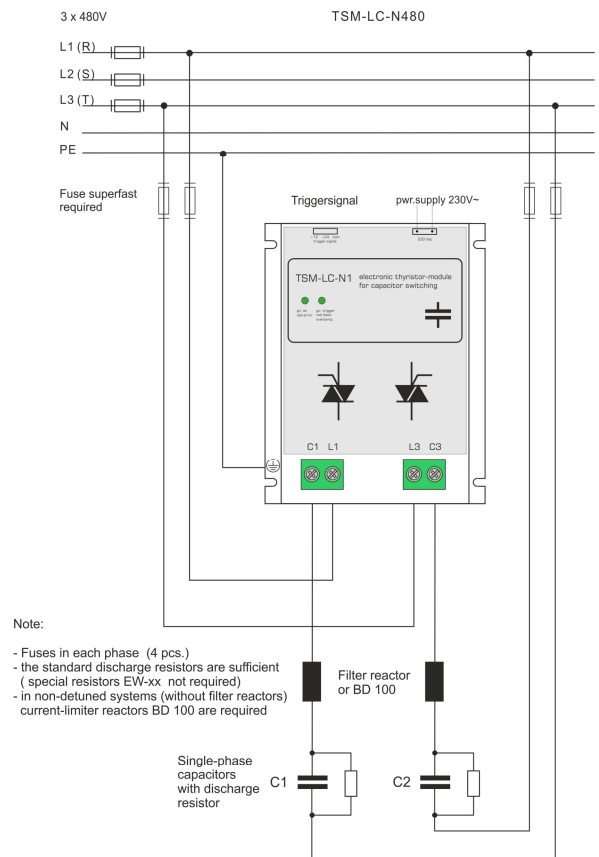 3 x 480V
TSM-LC-N480
L1 (R)
L2 (S)
L3 (T)
N
PE
Fuse superfast
required
Triggersignal
pwr.supply 230V~
trigger-signal
TSM-LC-N1
electronic thyristor-module
for capacitor switching
C1 L1
L3 C3
Note:
- Fuses in each phase (4 pcs.)
- the standard discharge resistors are sufficient
( special resistors EW-xx not required)
- in non-detuned systems (without filter reactors)
current-limiter reactors BD 100 are required
Filter reactor
or BD 100
Single-phase
capacitors
with discharge
resistor
C1
C2